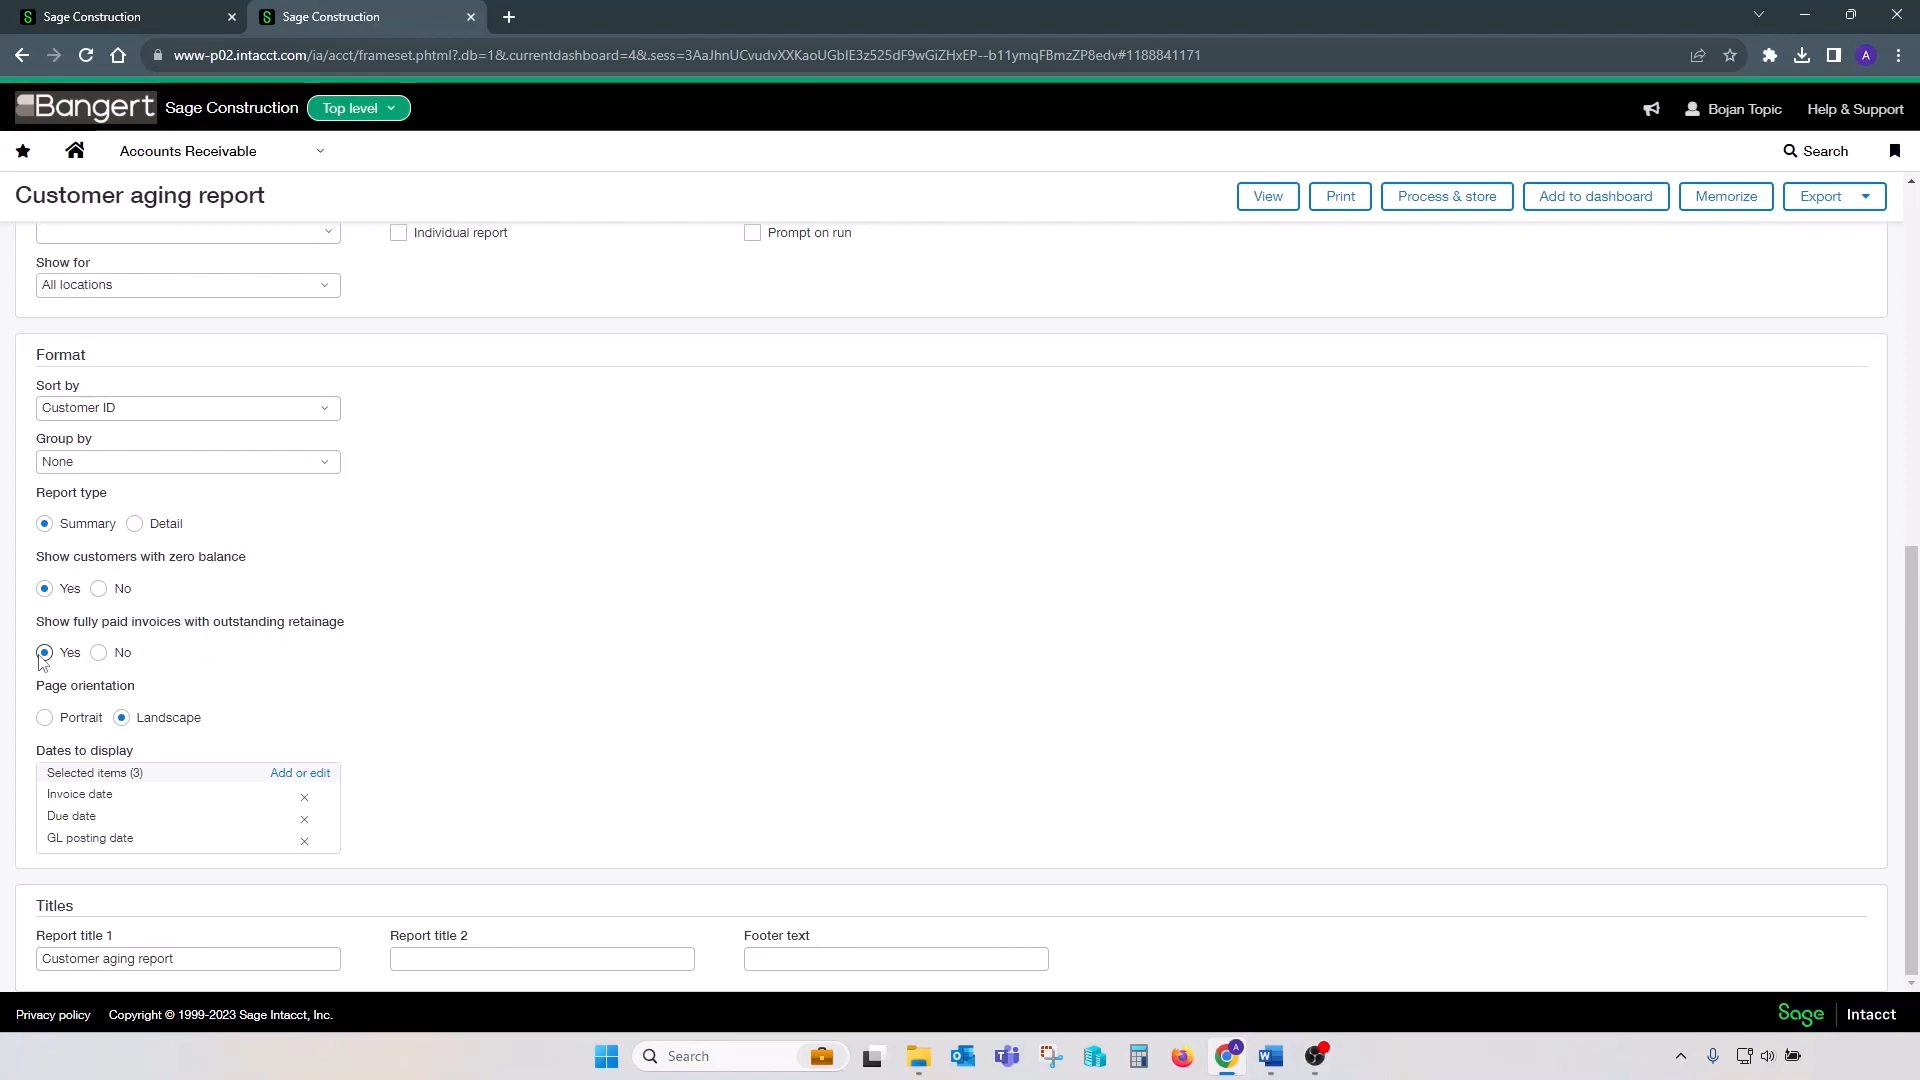 Sage Construction
Sage Construction
www-p02.intacct.com/ia/acct/frameset.phtml?.db=1&.currentdashboard=4&.sess=3AaJhnUCvudvXXKaoUGbIE3z525dF9wGiZHxEP--b11ymqFBmzZP8edv#1188841171
A
Bangert Sage Construction Top level
Bojan Topic Help & Support
Accounts Receivable
Search
Customer aging report
View Print Process & store Add to dashboard Memorize Export
Individual report Prompt on run
Show for
All locations
Format
Sort by
Customer ID
Group by
None
Report type
Summary Detail
Show customers with zero balance
Yes No
Show fully paid invoices with outstanding retainage
Yes No
Page orientation
Portrait Landscape
Dates to display
Selected items (3) Add or edit
Invoice date
Due date
GL posting date
Titles
Report title 1 Report title 2 Footer text
Customer aging report
Privacy policy Copyright © 1999-2023 Sage Intacct, Inc.
Sage Intacct
Search